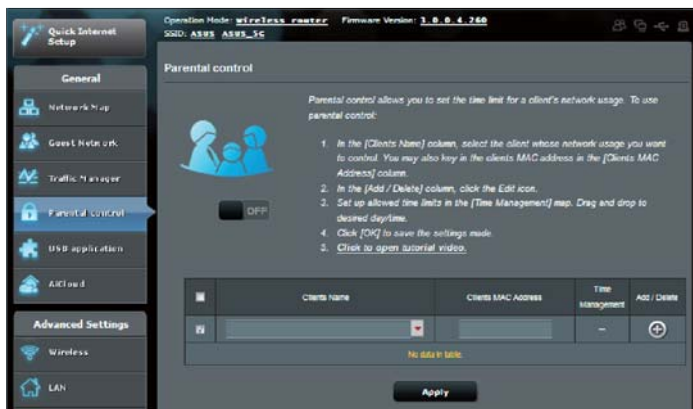 Operation Mode: Wireless router Firmware Version: 3.0.0.4.260
SSID: ASUS ASUS_5G
Quick Internet
Setup
General
Network Map
Guest Network
Traffic Manager
Parental control
USB application
AiCloud
Advanced Settings
Wireless
LAN
Parental control
Parental control allows you to set the time limit for a client's network usage. To use
parental control:
1. In the [Clients Name] column, select the client whose network usage you want
to control. You may also key in the clients MAC address in the [Clients MAC
Address] column.
2. In the [Add / Delete] column, click the Edit icon.
3. Set up allowed time limits in the [Time Management] map. Drag and drop to
desired day/time.
4. Click [OK] to save the settings made.
5. Click to open tutorial video.
OFF
Clients Name Clients MAC Address Time
Management Add / Delete
No data in table.
Apply